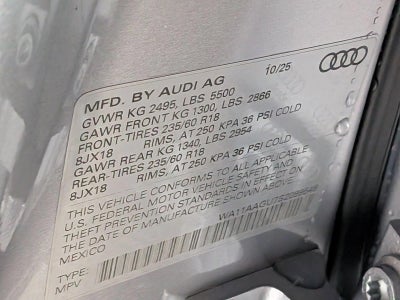 10/25
MFD. BY AUDI AG
GVWR KG 2495, LBS 5500
GAWR FRONT KG 1300, LBS 2866
FRONT-TIRES 235/60 R18
8JX18 RIMS, AT 250 KPA 36 PSI COLD
GAWR REAR KG 1340, LBS 2954
REAR-TIRES 235/60 R18
8JX18 RIMS, AT 250 KPA 36 PSI COLD
THIS VEHICLE CONFORMS TO ALL APPLICABLE
U.S. FEDERAL MOTOR VEHICLE SAFETY AND
THEFT PREVENTION STANDARDS IN EFFECT ON
THE DATE OF MANUFACTURE SHOWN ABOVE.
MEXICO
TYPE:
MPV